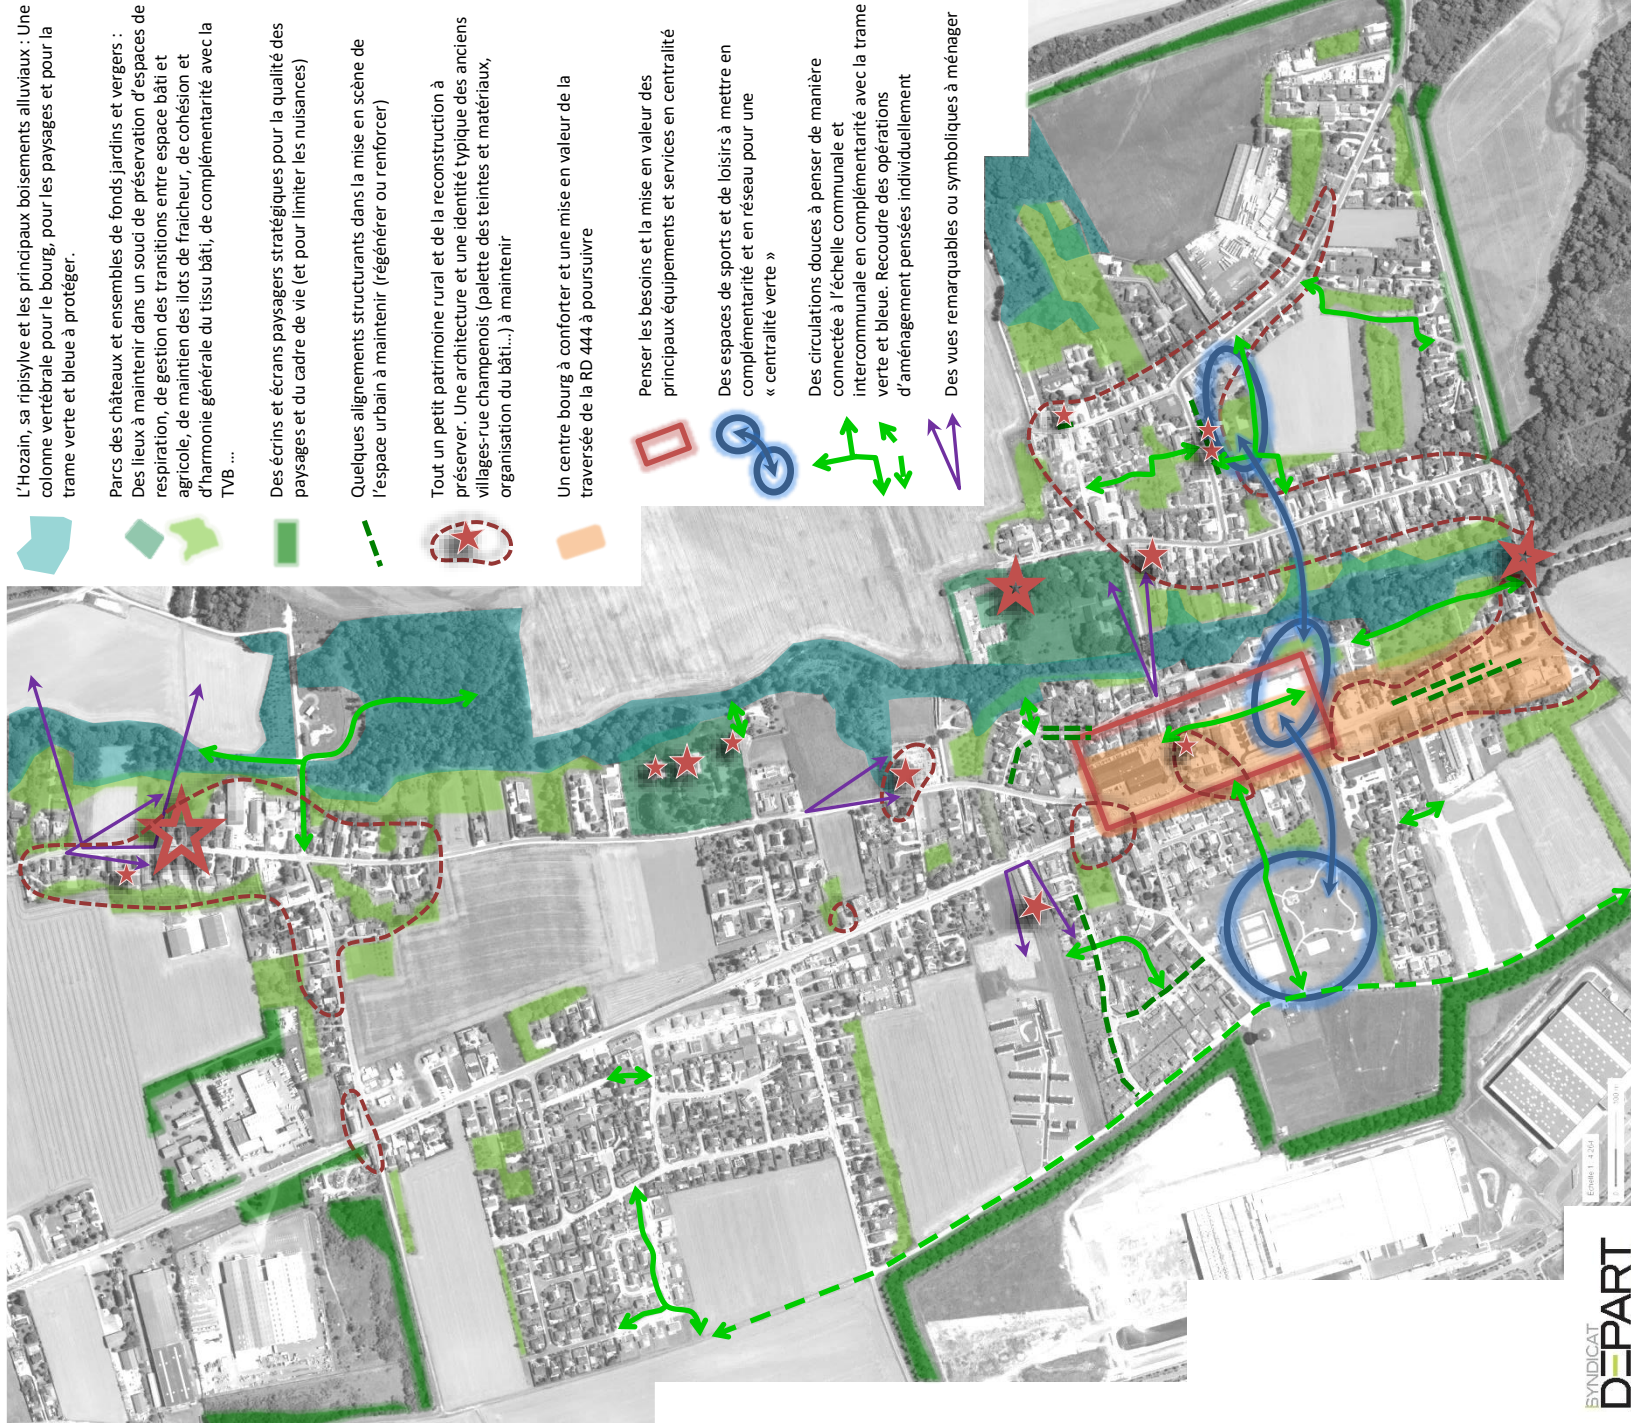 L'Hozain, sa ripisylve et les principaux boisements alluviaux : Une
colonne vertébrale pour le bourg, pour les paysages et pour la
trame verte et bleue à protéger.
Parcs des châteaux et ensembles de fonds jardins et vergers :
Des lieux à maintenir dans un souci de préservation d'espaces de
respiration, de gestion des transitions entre espace bâti et
agricole, de maintien des ilots de fraicheur, de cohésion et
d'harmonie générale du tissu bâti, de complémentarité avec la
TVB ...
Des écrins et écrans paysagers stratégiques pour la qualité des
paysages et du cadre de vie (et pour limiter les nuisances)
Quelques alignements structurants dans la mise en scène de
l'espace urbain à maintenir (régénérer ou renforcer)
Tout un petit patrimoine rural et de la reconstruction à
préserver. Une architecture et une identité typique des anciens
villages-rue champenois (palette des teintes et matériaux,
organisation du bâti...) à maintenir
Un centre bourg à conforter et une mise en valeur de la
traversée de la RD 444 à poursuivre
Penser les besoins et la mise en valeur des
principaux équipements et services en centralité
Des espaces de sports et de loisirs à mettre en
complémentarité et en réseau pour une
« centralité verte »
Des circulations douces à penser de manière
connectée à l'échelle communale et
intercommunale en complémentarité avec la trame
verte et bleue. Recoudre des opérations
d'aménagement pensées individuellement
Des vues remarquables ou symboliques à ménager
Echelle 1 : 4 264
0 100 m
SYNDICAT
DEPART